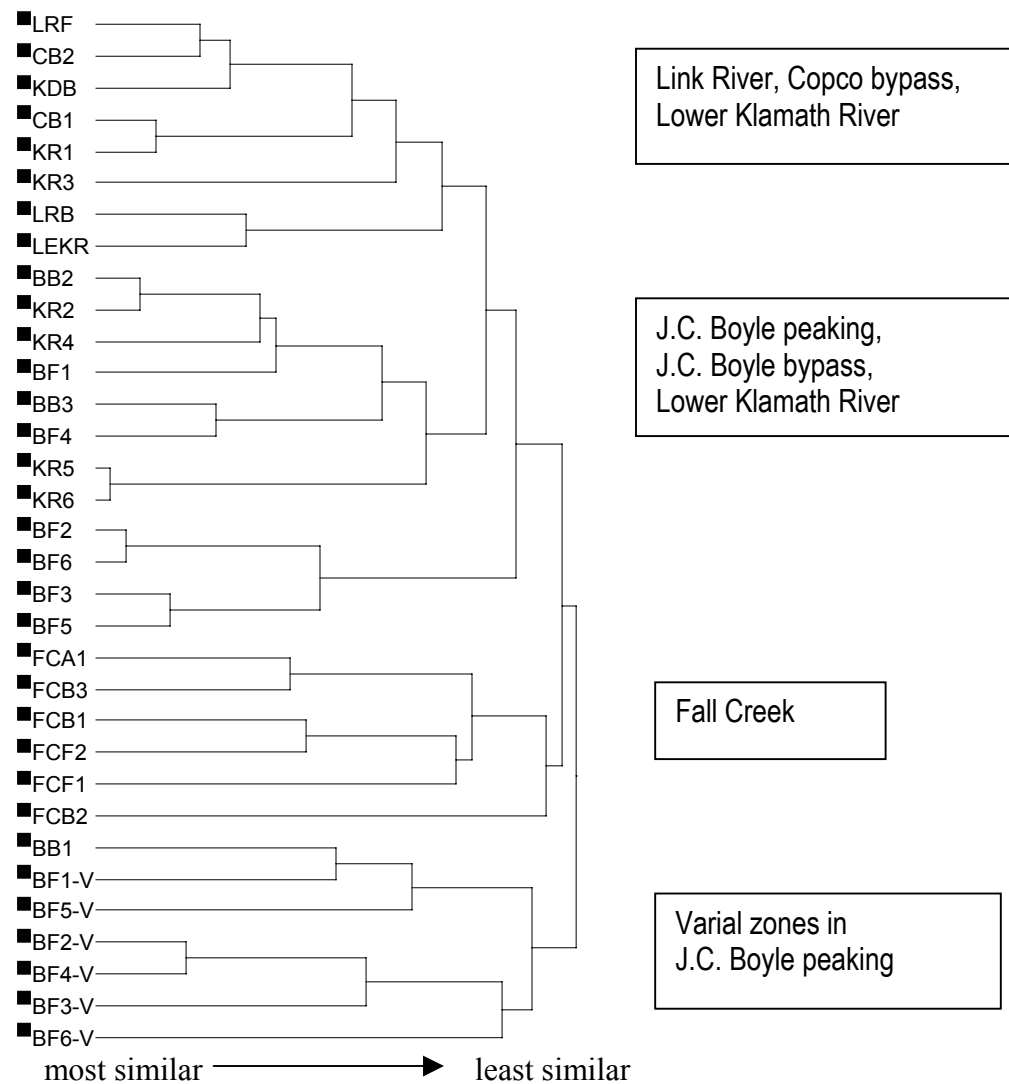 LRF
CB2
KDB
CB1
KR1
KR3
LRB
LEKR
BB2
KR2
KR4
BF1
BB3
BF4
KR5
KR6
BF2
BF6
BF3
BF5
FCA1
FCB3
FCB1
FCF2
FCF1
FCB2
BB1
BF1-V
BF5-V
BF2-V
BF4-V
BF3-V
BF6-V
Link River, Copco bypass,
Lower Klamath River
J.C. Boyle peaking,
J.C. Boyle bypass,
Lower Klamath River
Fall Creek
Varial zones in
J.C. Boyle peaking
most similar least similar